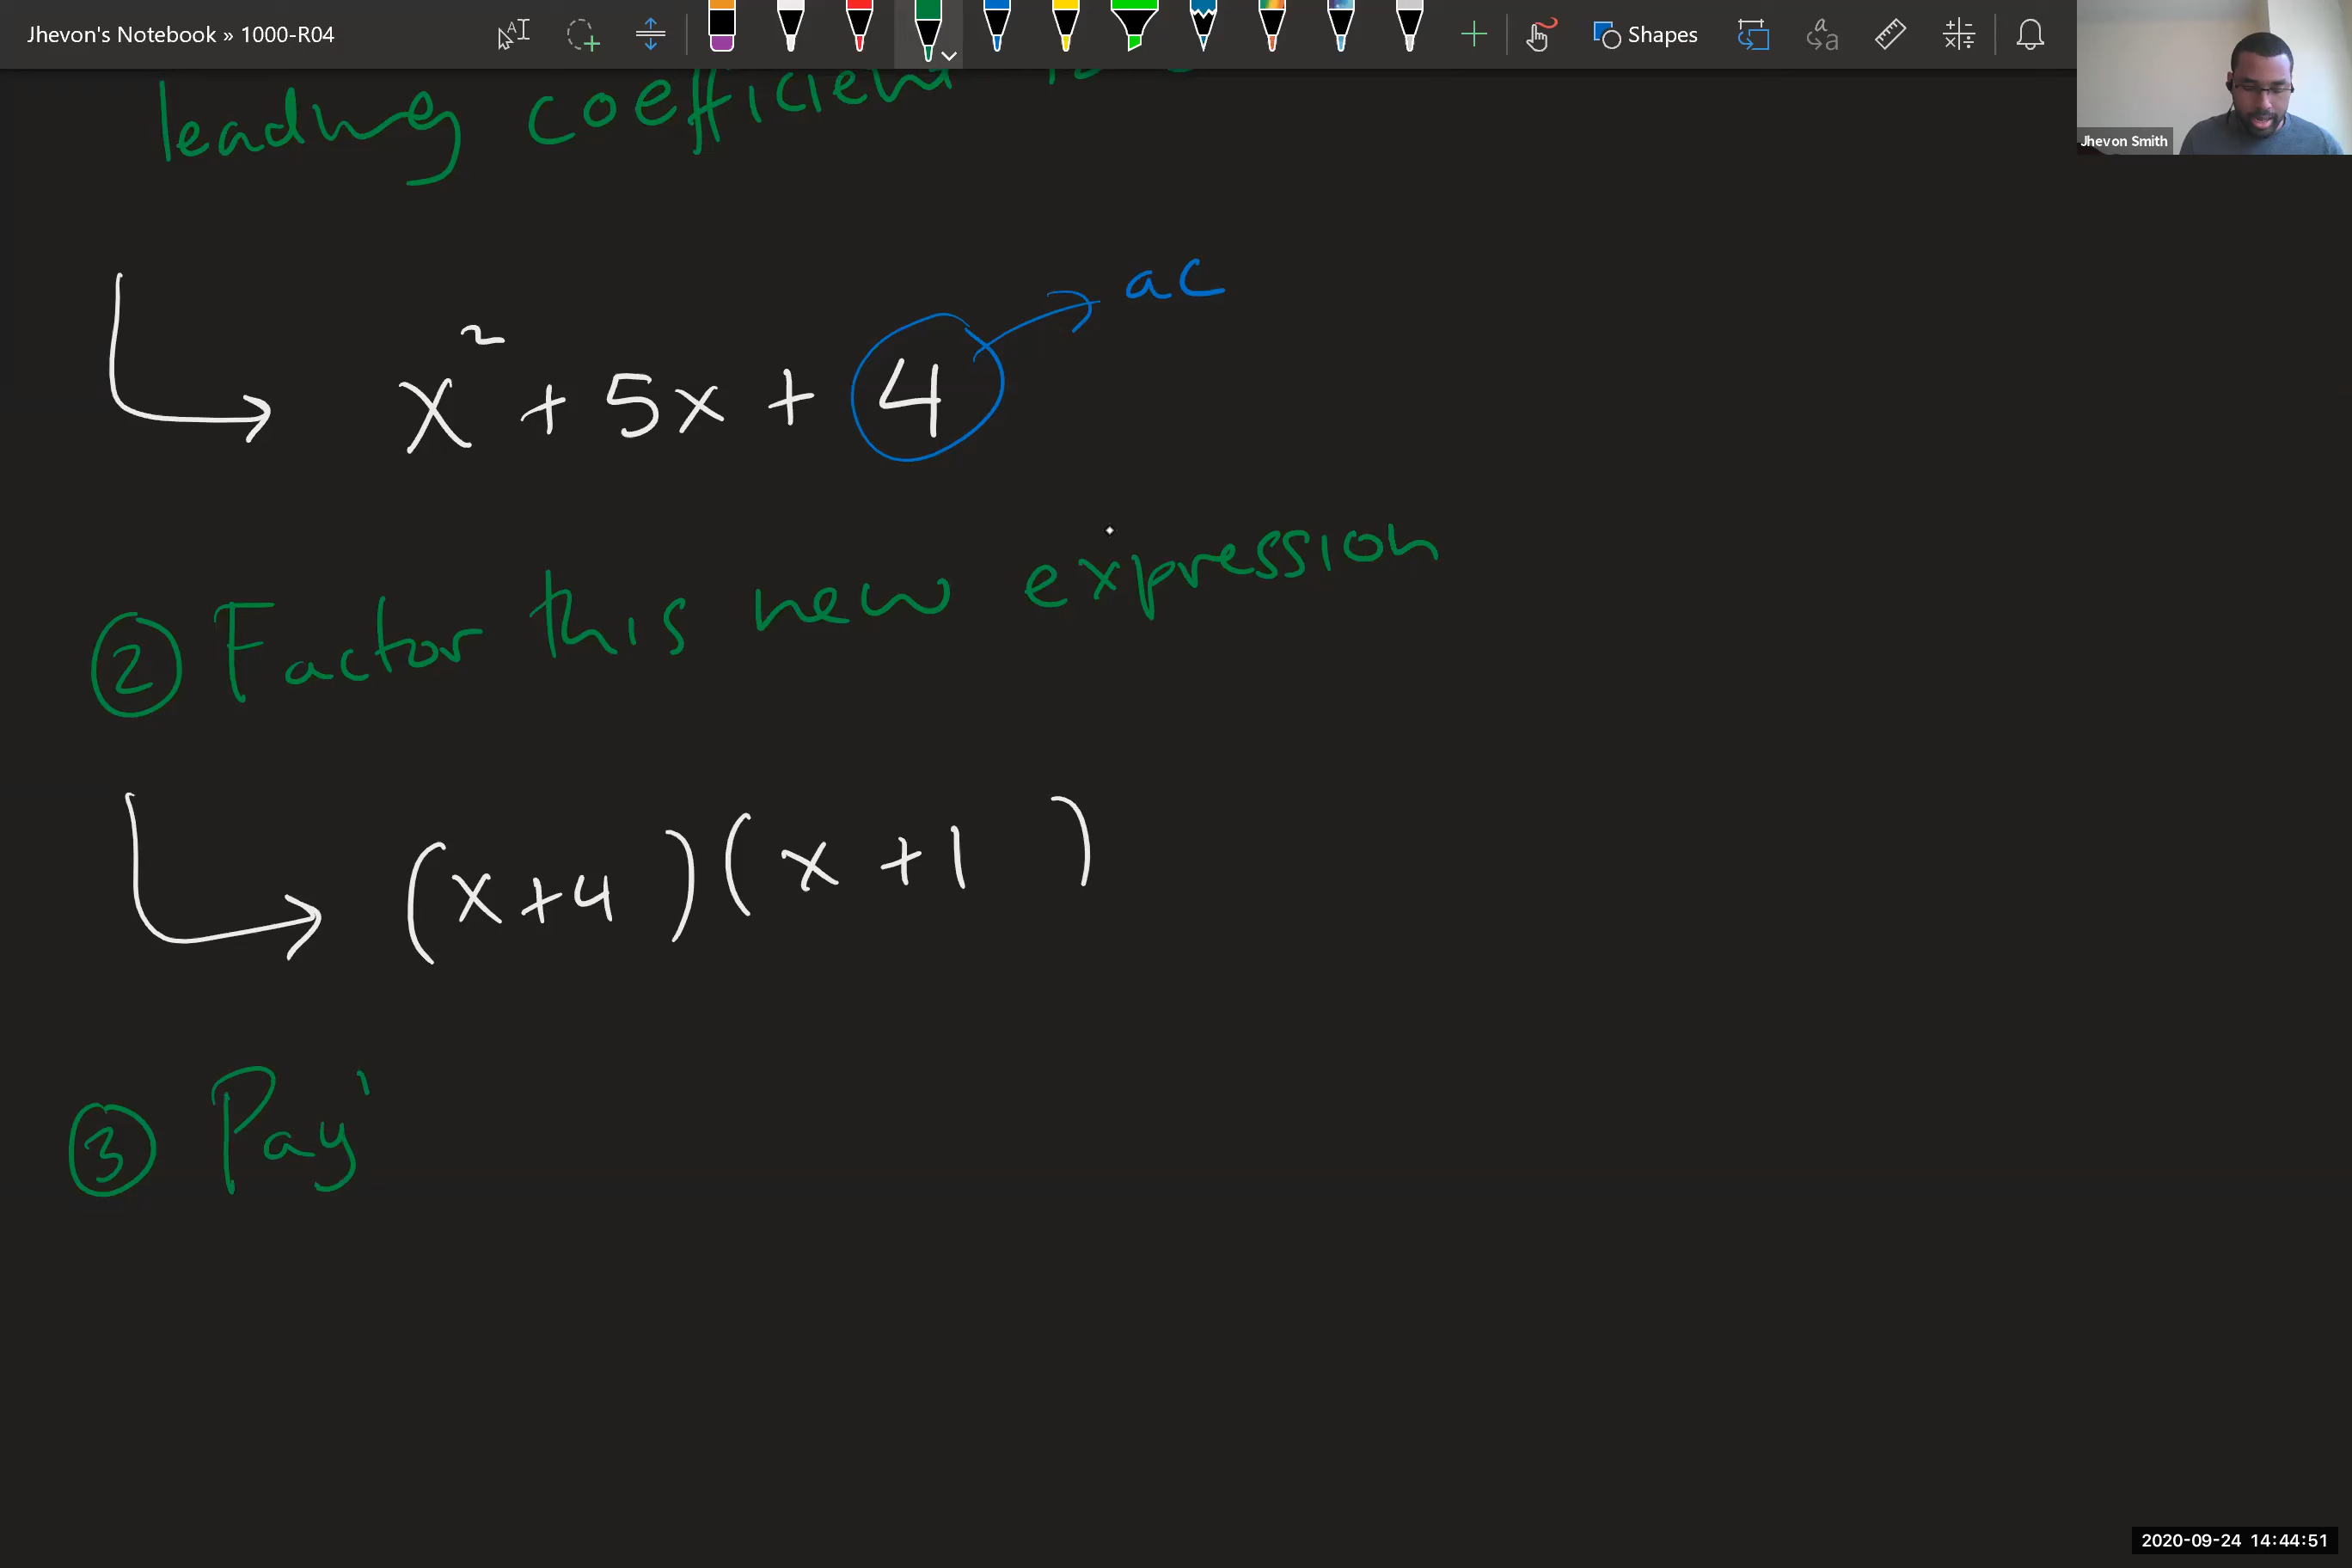 Jhevon's Notebook » 1000-R04
Shapes
Jhevon Smith
leading coefficient
ac
x² + 5x + 4
② Factor this new expression
(x+4)(x+1)
③ Pay'
2020-09-24 14:44:51